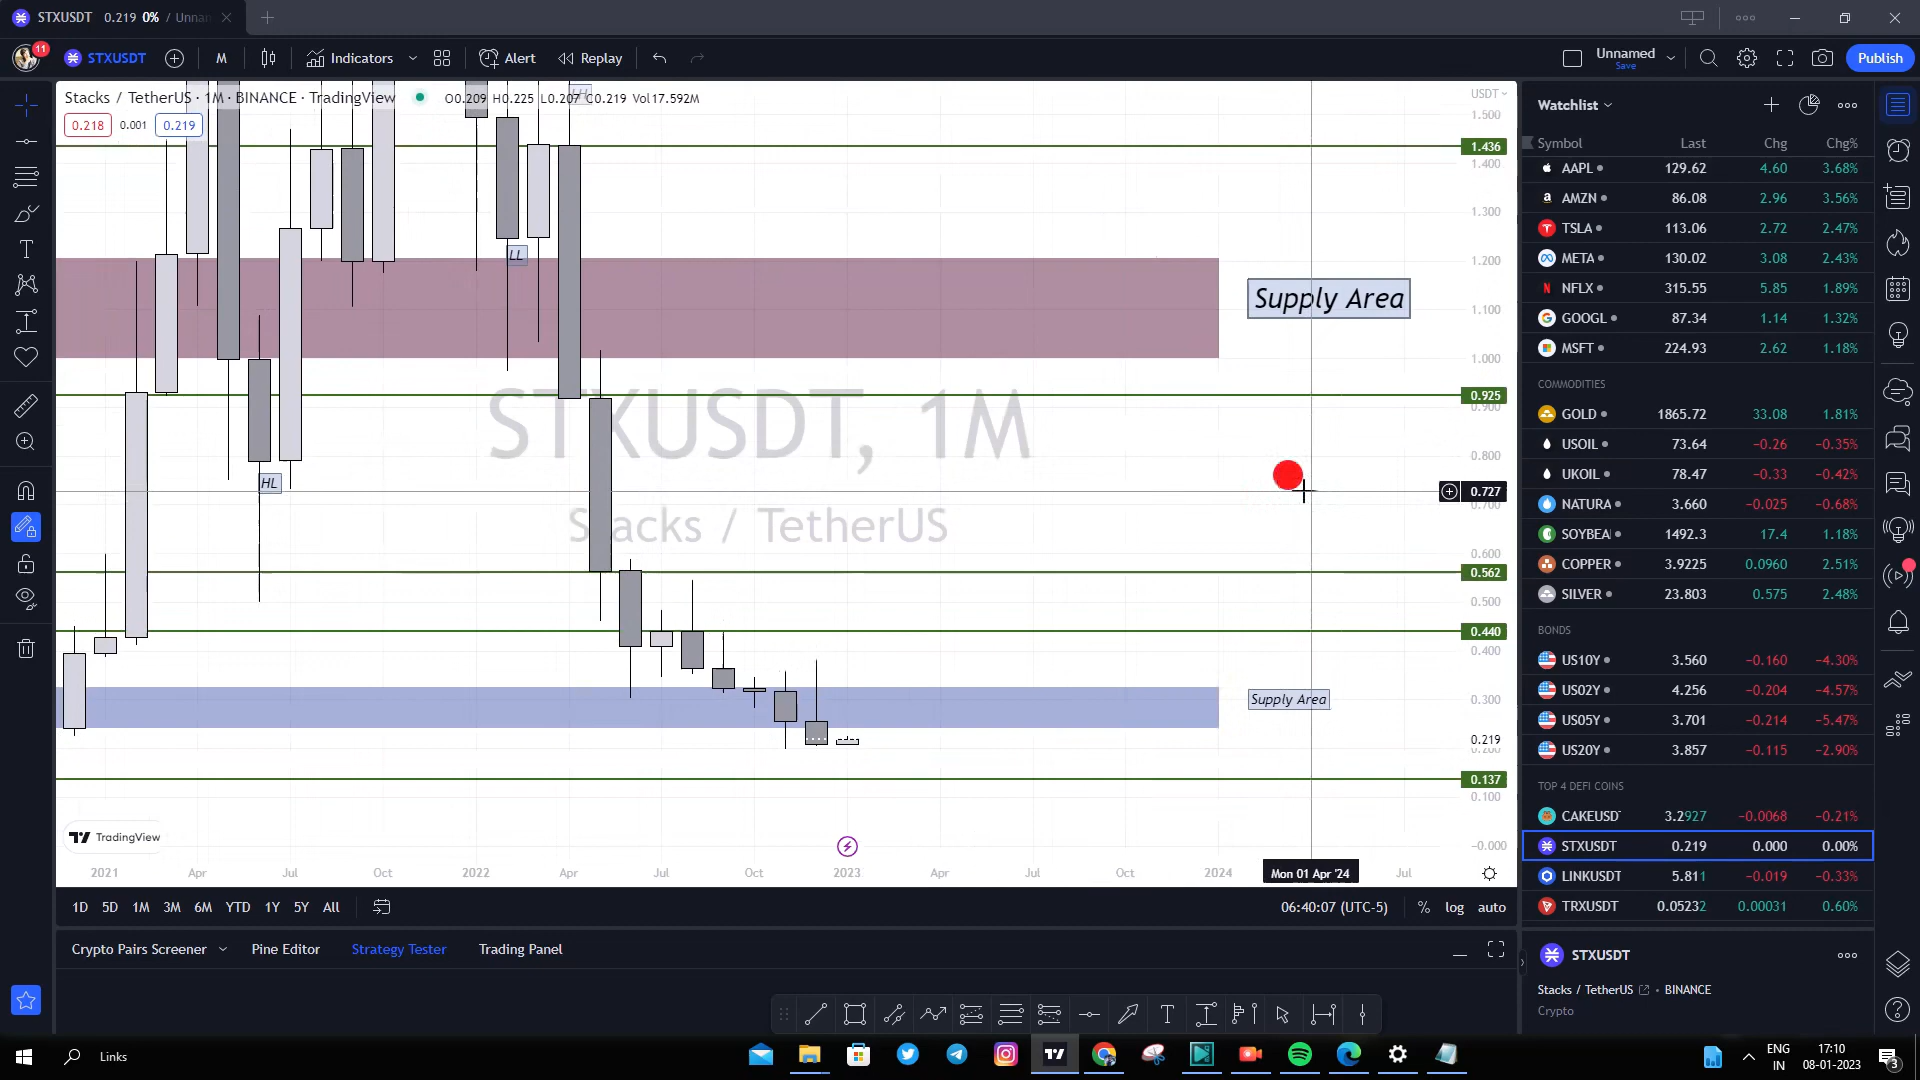 STXUSDT 0.219 0% / Unnan
11 STXUSDT M Indicators Alert Replay Unnamed Save Publish
Stacks / TetherUS · 1M · BINANCE · TradingView O0.209 H0.225 L0.207 C0.219 Vol17.592M
0.218 0.001 0.219
USDT
1.500
1.436
1.400
1.300
1.200
1.100
1.000
0.925
0.900
0.800
0.727
0.700
0.600
0.562
0.500
0.440
0.400
0.300
0.219
0.200
0.137
0.100
−0.000
LH
LL
HL
Supply Area
STXUSDT, 1M
Stacks / TetherUS
Supply Area
TradingView
2021 Apr Jul Oct 2022 Apr Jul Oct 2023 Apr Jul Oct 2024 Mon 01 Apr '24 Jul
1D 5D 1M 3M 6M YTD 1Y 5Y All 06:40:07 (UTC-5) % log auto
Crypto Pairs Screener Pine Editor Strategy Tester Trading Panel
Watchlist
Symbol Last Chg Chg%
AAPL 129.62 4.60 3.68%
AMZN 86.08 2.96 3.56%
TSLA 113.06 2.72 2.47%
META 130.02 3.08 2.43%
NFLX 315.55 5.85 1.89%
GOOGL 87.34 1.14 1.32%
MSFT 224.93 2.62 1.18%
COMMODITIES
GOLD 1865.72 33.08 1.81%
USOIL 73.64 −0.26 −0.35%
UKOIL 78.47 −0.33 −0.42%
NATURA 3.660 −0.025 −0.68%
SOYBEA 1492.3 17.4 1.18%
COPPER 3.9225 0.0960 2.51%
SILVER 23.803 0.575 2.48%
BONDS
US10Y 3.560 −0.160 −4.30%
US02Y 4.256 −0.204 −4.57%
US05Y 3.701 −0.214 −5.47%
US20Y 3.857 −0.115 −2.90%
TOP 4 DEFI COINS
CAKEUSD 3.2927 −0.0068 −0.21%
STXUSDT 0.219 0.000 0.00%
LINKUSDT 5.811 −0.019 −0.33%
TRXUSDT 0.05232 0.00031 0.60%
STXUSDT
Stacks / TetherUS • BINANCE
Crypto
Links
ENG
IN
17:10
08-01-2023
3